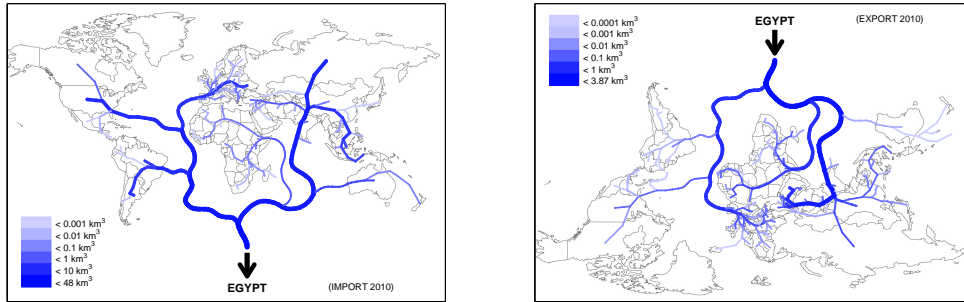 < 0.001 km³
< 0.01 km³
< 0.1 km³
< 1 km³
< 10 km³
< 48 km³
EGYPT
(IMPORT 2010)
EGYPT
(EXPORT 2010)
< 0.0001 km³
< 0.001 km³
< 0.01 km³
< 0.1 km³
< 1 km³
< 3.87 km³